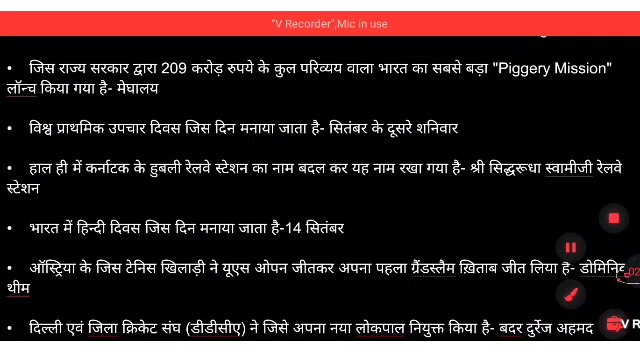 "V Recorder",Mic in use
• जिस राज्य सरकार द्वारा 209 करोड़ रुपये के कुल परिव्यय वाला भारत का सबसे बड़ा "Piggery Mission"
लॉन्च किया गया है- मेघालय
• विश्व प्राथमिक उपचार दिवस जिस दिन मनाया जाता है- सितंबर के दूसरे शनिवार
• हाल ही में कर्नाटक के हुबली रेलवे स्टेशन का नाम बदल कर यह नाम रखा गया है- श्री सिद्धरूधा स्वामीजी रेलवे
स्टेशन
• भारत में हिन्दी दिवस जिस दिन मनाया जाता है-14 सितंबर
• ऑस्ट्रिया के जिस टेनिस खिलाड़ी ने यूएस ओपन जीतकर अपना पहला ग्रैंडस्लैम ख़िताब जीत लिया है- डोमिनिक
थीम
• दिल्ली एवं जिला क्रिकेट संघ (डीडीसीए) ने जिसे अपना नया लोकपाल नियुक्त किया है- बदर दुर्रेज अहमद